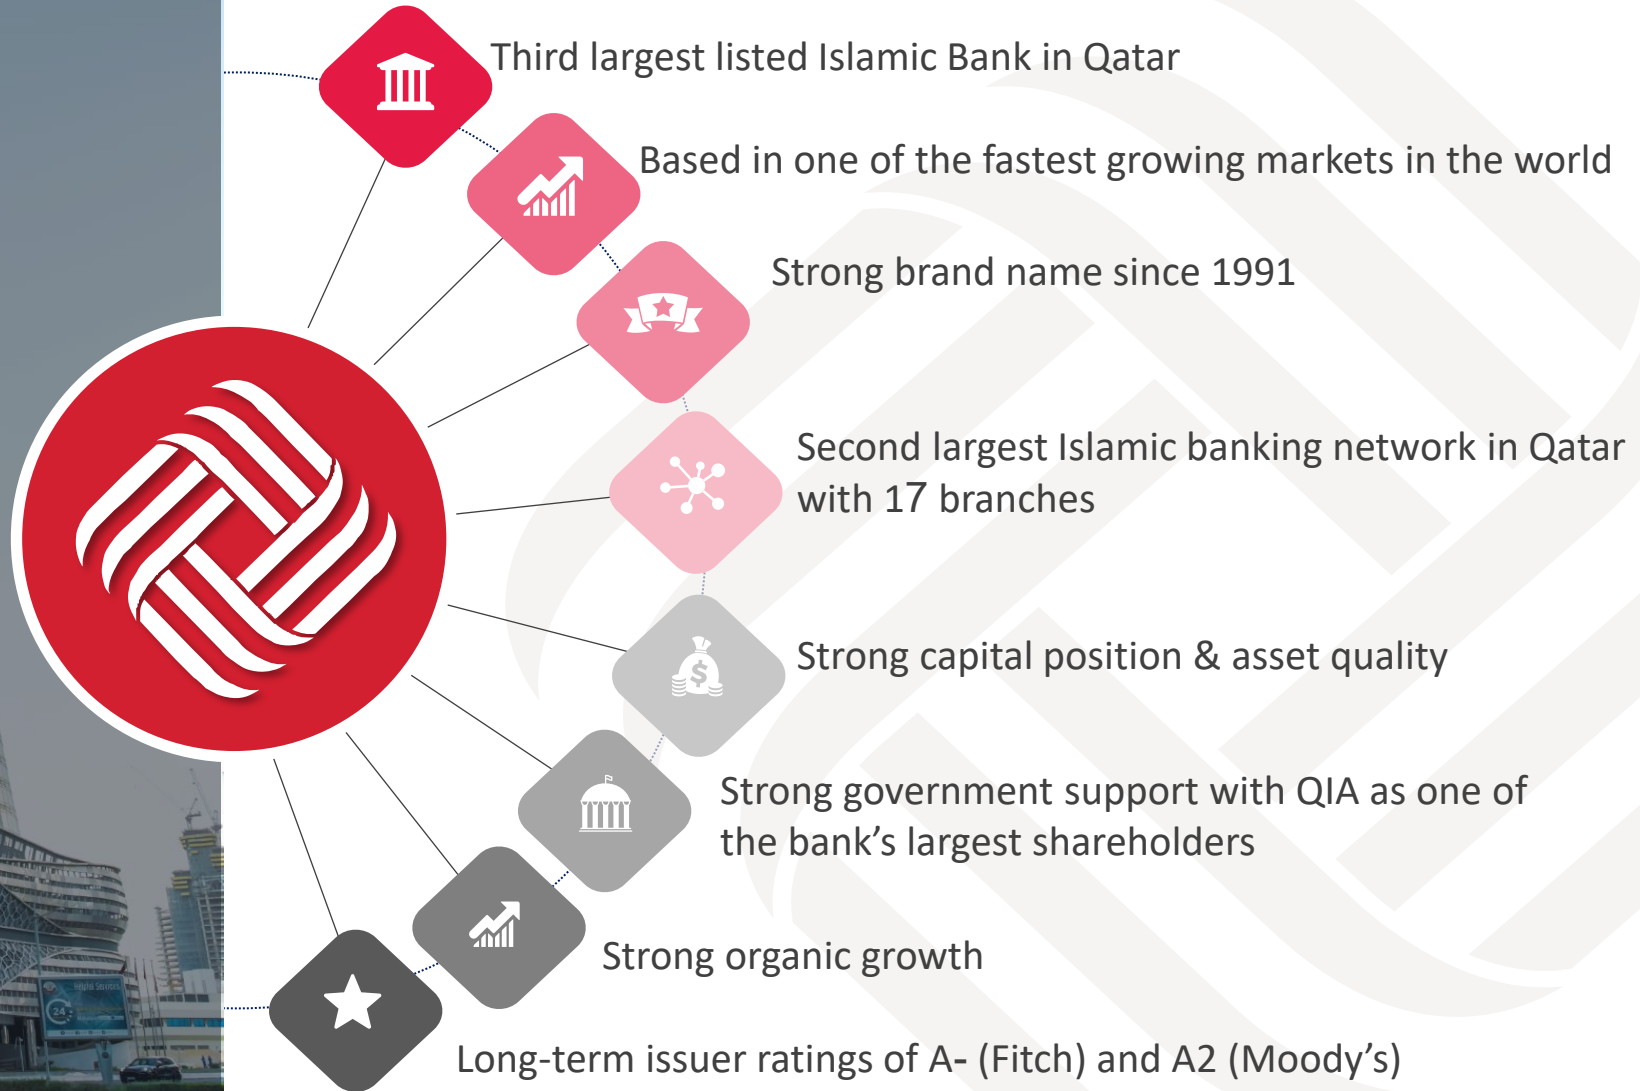 Third largest listed Islamic Bank in Qatar
Based in one of the fastest growing markets in the world
Strong brand name since 1991
Second largest Islamic banking network in Qatar
with 17 branches
$
Strong capital position & asset quality
Strong government support with QIA as one of
the bank’s largest shareholders
Strong organic growth
24
Long-term issuer ratings of A- (Fitch) and A2 (Moody’s)